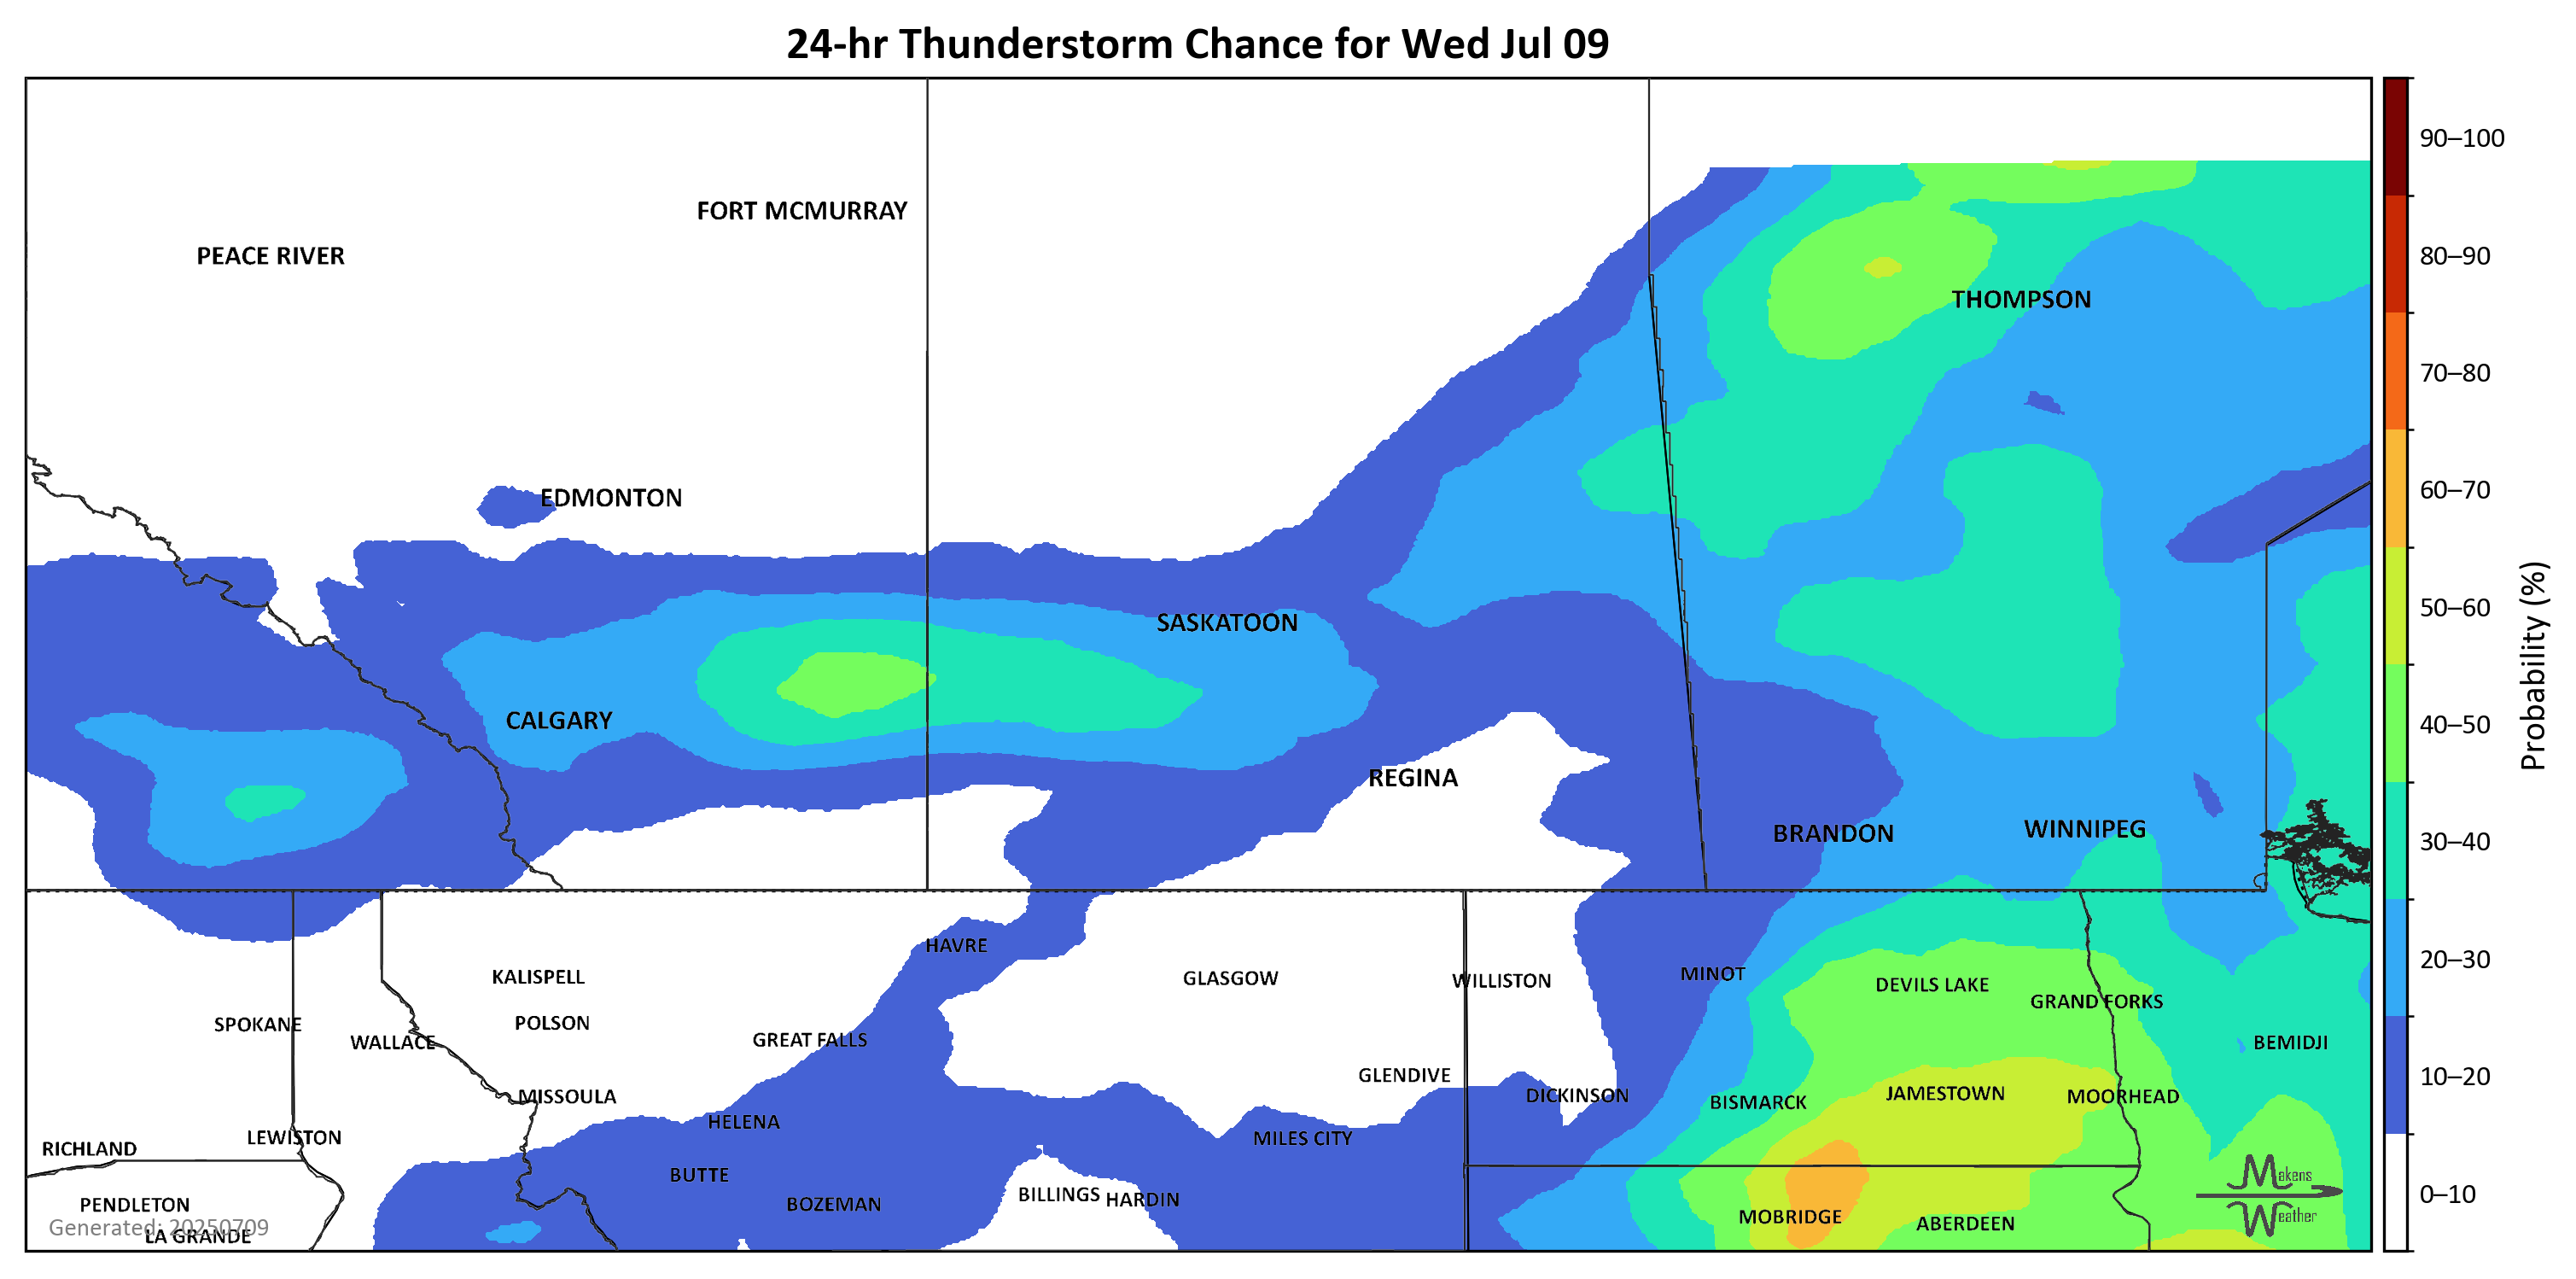 24-hr Thunderstorm Chance for Wed Jul 09
90–100
FORT MCMURRAY
PEACE RIVER
80–90
THOMPSON
70–80
EDMONTON
60–70
50–60
SASKATOON
Probability (%)
CALGARY
40–50
REGINA
WINNIPEG
BRANDON
30–40
HAVRE
20–30
MINOT
KALISPELL
GLASGOW
WILLISTON
DEVILS LAKE
GRAND FORKS
SPOKANE
POLSON
WALLACE
GREAT FALLS
BEMIDJI
GLENDIVE
10–20
MISSOULA
DICKINSON
BISMARCK
JAMESTOWN
MOORHEAD
HELENA
LEWISTON
MILES CITY
RICHLAND
BUTTE
Makens
Weather
BILLINGS
HARDIN
0–10
PENDLETON
BOZEMAN
MOBRIDGE
ABERDEEN
Generated: 20250709
LA GRANDE